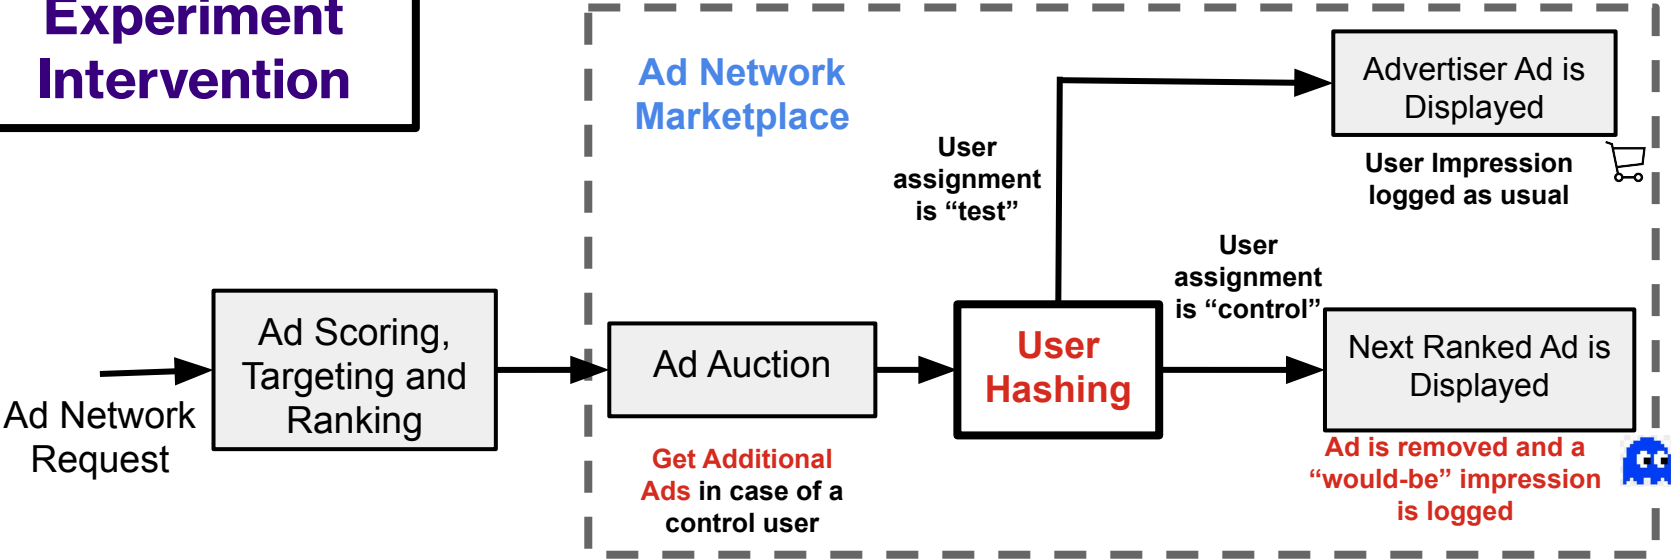 Experiment
Intervention
Ad Network
Marketplace
Advertiser Ad is
Displayed
User Impression
logged as usual
User
assignment
is “test”
User
assignment
is “control”
Ad Network
Request
Ad Scoring,
Targeting and
Ranking
Ad Auction
Get Additional
Ads in case of a
control user
User
Hashing
Next Ranked Ad is
Displayed
Ad is removed and a
“would-be” impression
is logged